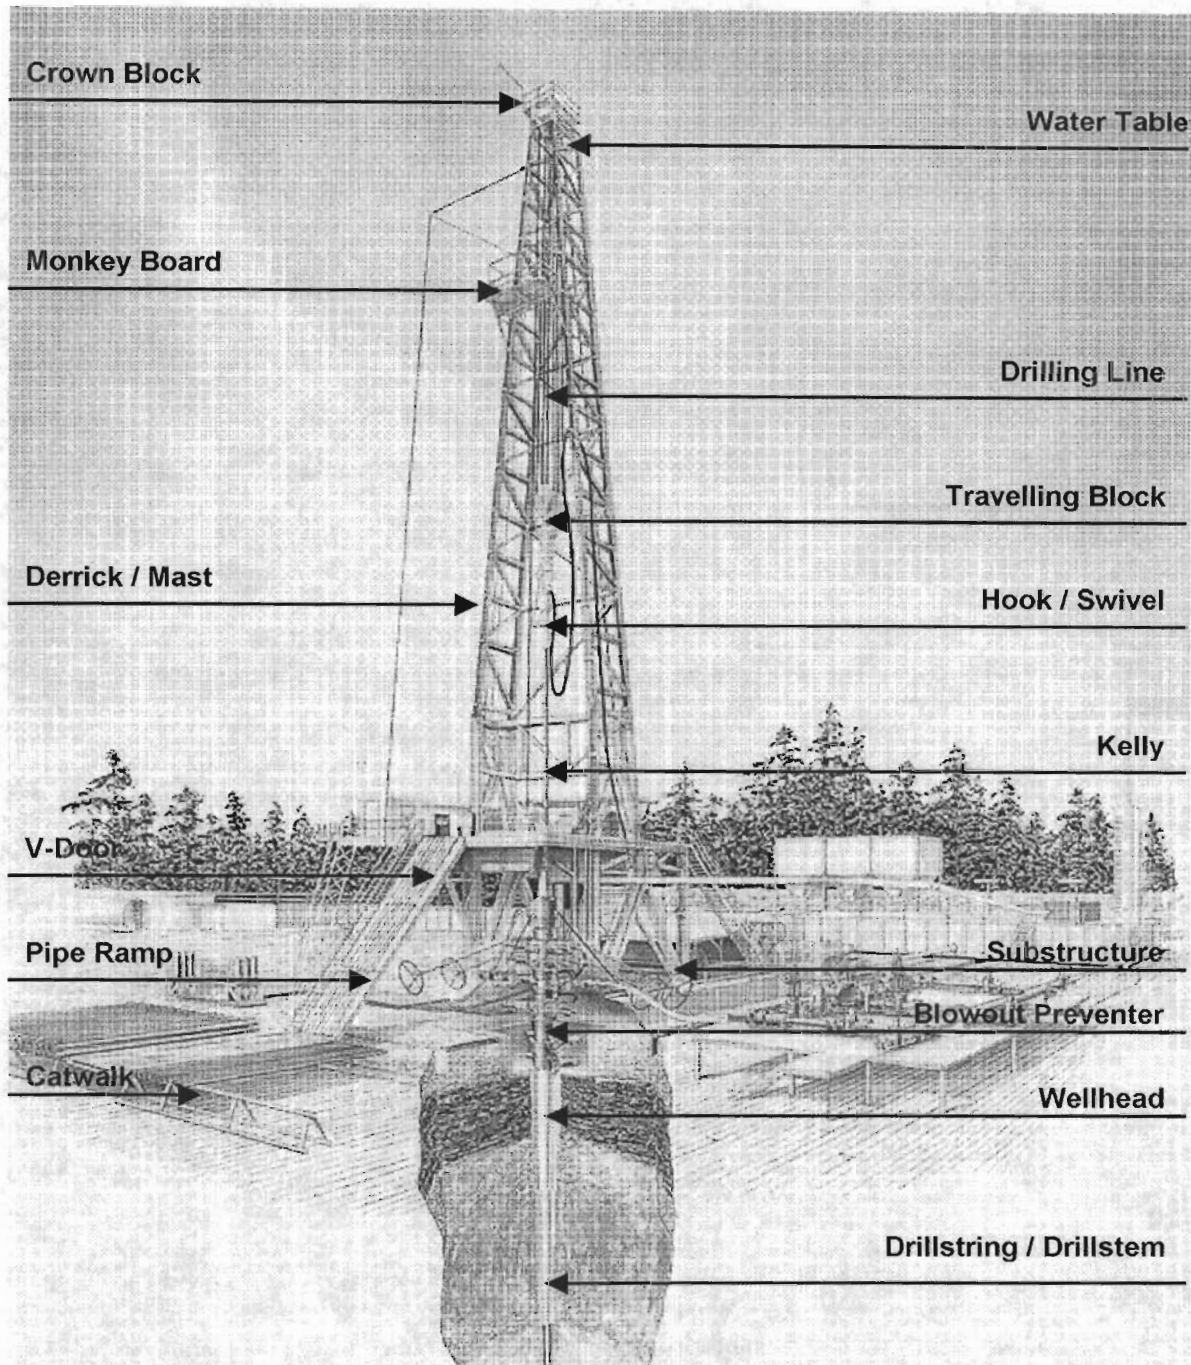 Crown Block
Water Table
Monkey Board
Drilling Line
Travelling Block
Derrick / Mast
Hook / Swivel
Kelly
V-Door
Pipe Ramp
Substructure
Blowout Preventer
Catwalk
Wellhead
Drillstring / Drillstem